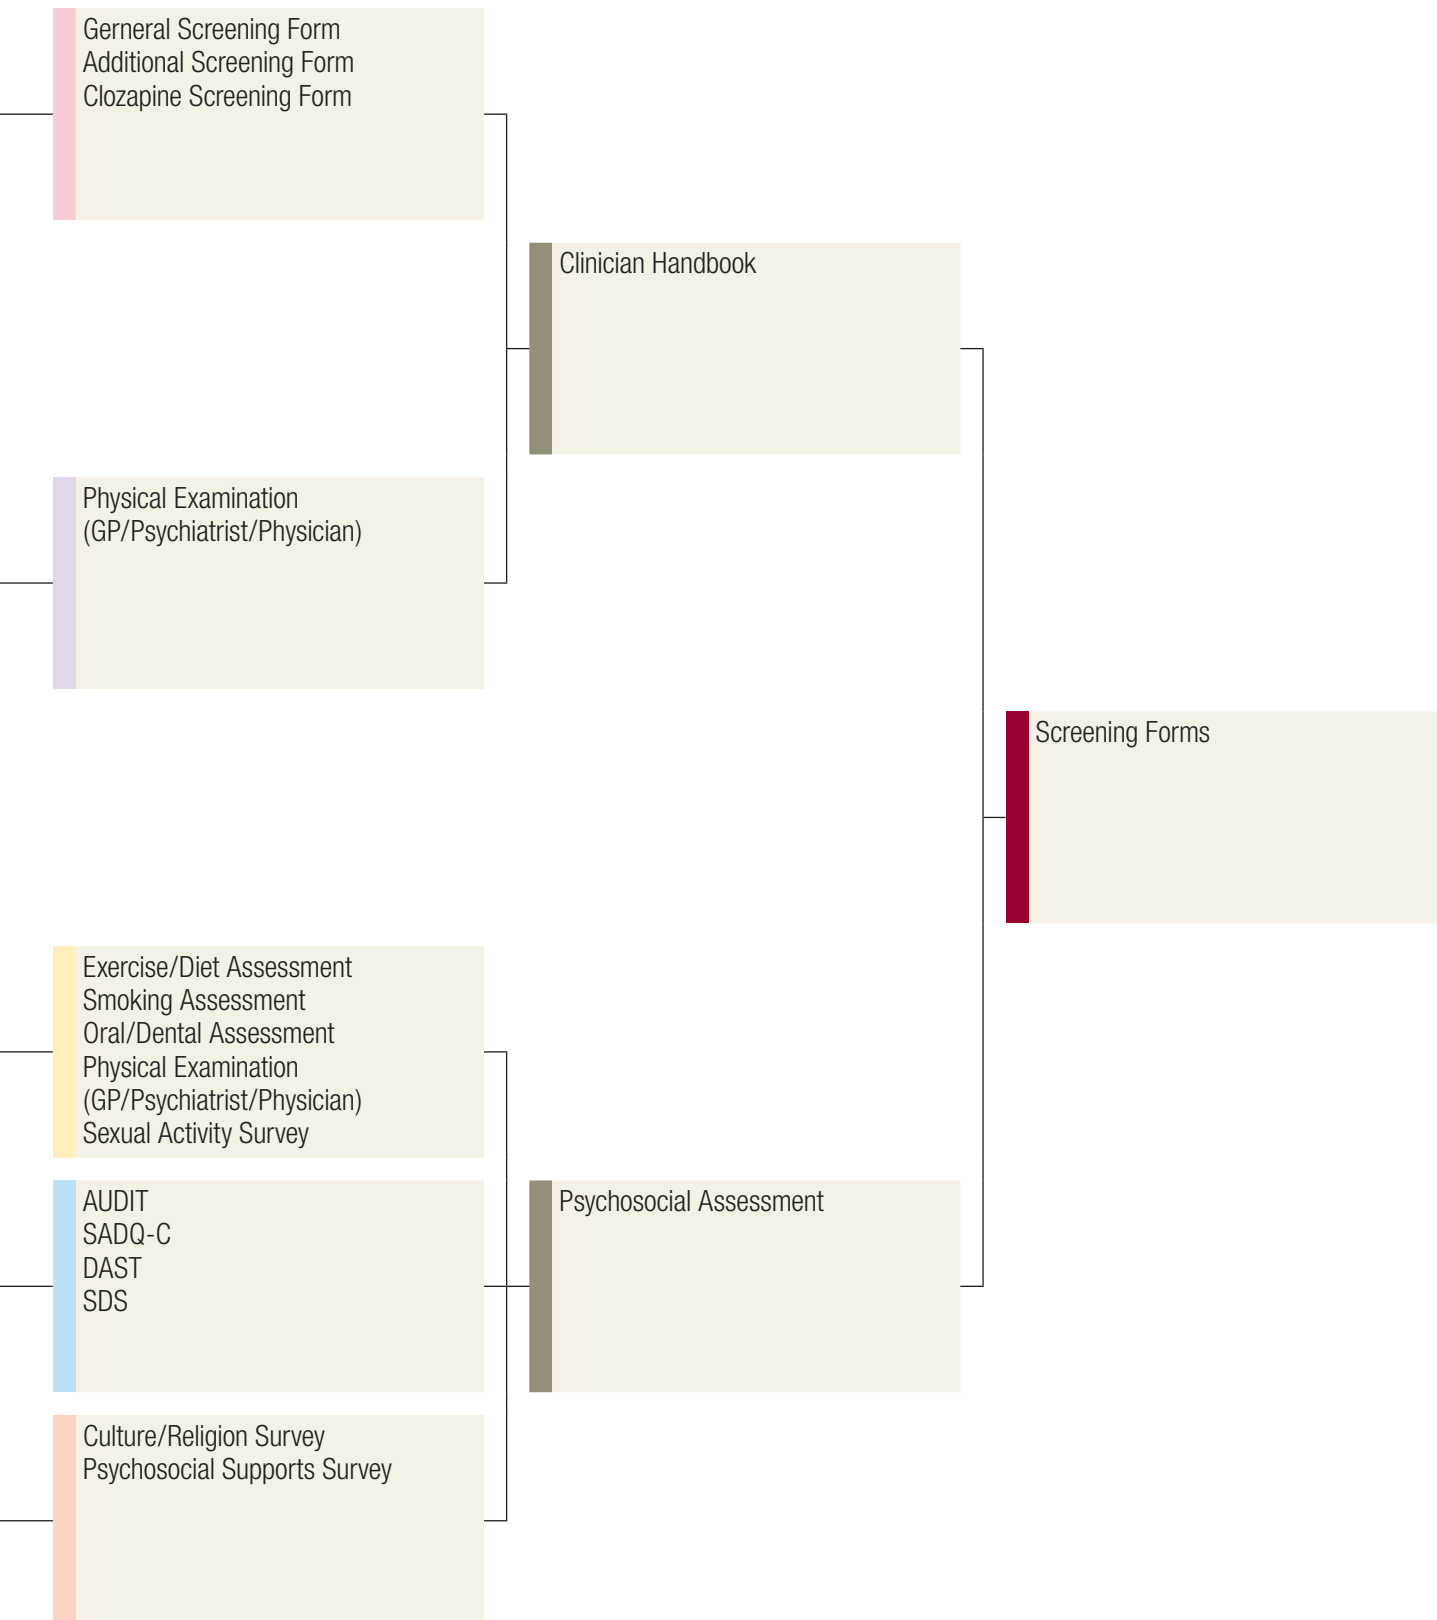 Gerneral Screening Form
Additional Screening Form
Clozapine Screening Form
Clinician Handbook
Physical Examination
(GP/Psychiatrist/Physician)
Screening Forms
Exercise/Diet Assessment
Smoking Assessment
Oral/Dental Assessment
Physical Examination
(GP/Psychiatrist/Physician)
Sexual Activity Survey
AUDIT
SADQ-C
DAST
SDS
Psychosocial Assessment
Culture/Religion Survey
Psychosocial Supports Survey